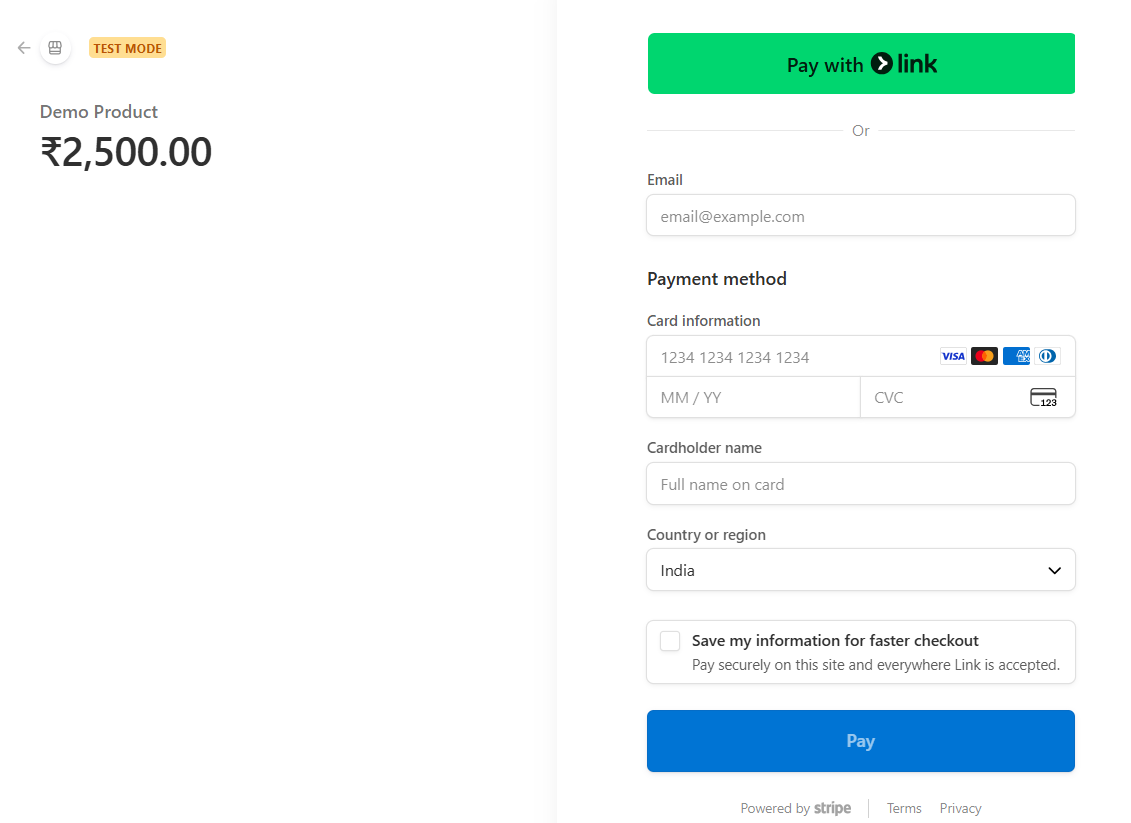 TEST MODE
Demo Product
₹2,500.00
Pay with link
Or
Email
email@example.com
Payment method
Card information
1234 1234 1234 1234 VISA AM EX
MM / YY CVC 123
Cardholder name
Full name on card
Country or region
India
Save my information for faster checkout
Pay securely on this site and everywhere Link is accepted.
Pay
Powered by stripe Terms Privacy